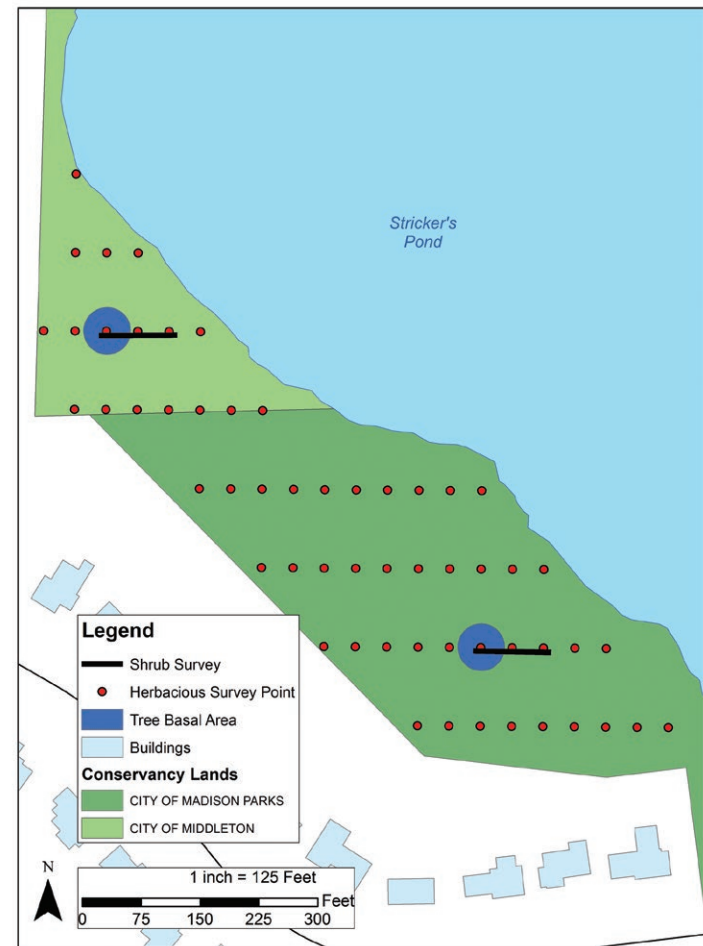 Stricker's
Pond
Legend
Shrub Survey
Herbacious Survey Point
Tree Basal Area
Buildings
Conservancy Lands
CITY OF MADISON PARKS
CITY OF MIDDLETON
N
1 inch = 125 Feet
Feet
0 75 150 225 300